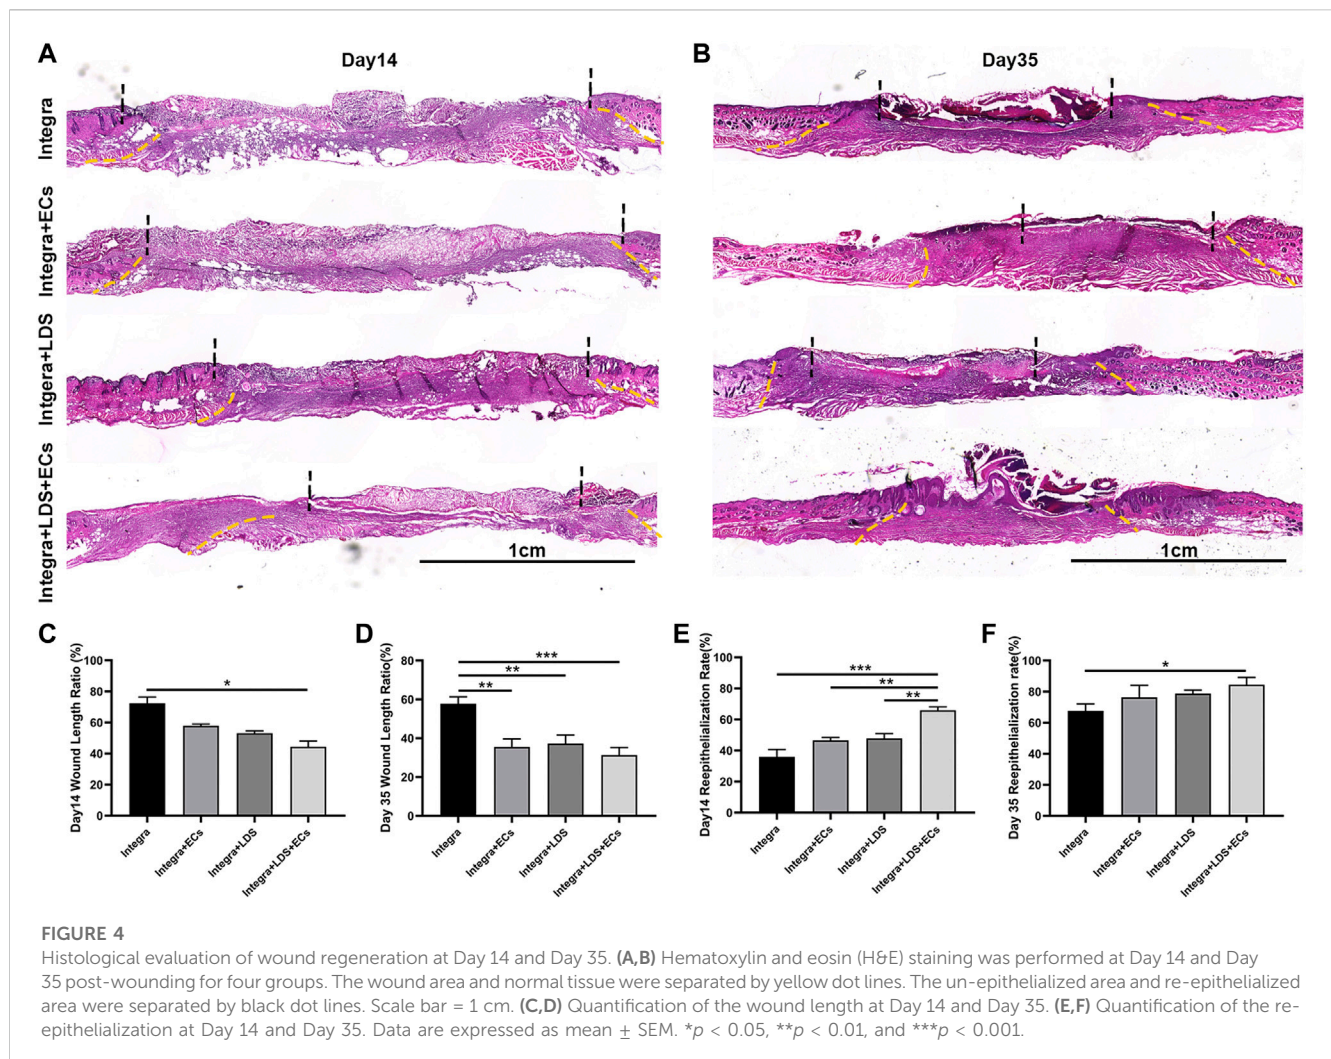 A
Day14
B
Day35
Integra
Integra+ECs
Intgera+LDS
Integra+LDS+ECs
1cm
1cm
C
Day14 Wound Length Ratio (%)
100
80
60
40
20
0
*
Integra
Integra+ECs
Integra+LDS
Integra+LDS+ECs
D
Day 35 Wound Length Ratio(%)
80
60
40
20
0
***
**
**
Integra
Integra+ECs
Integra+LDS
Integra+LDS+ECs
E
Day14 Reepithelialization Rate(%)
100
80
60
40
20
0
***
**
**
Integra
Integra+ECs
Integra+LDS
Integra+LDS+ECs
F
Day 35 Reepithelialization rate(%)
100
80
60
40
20
0
*
Integra
Integra+ECs
Integra+LDS
Integra+LDS+ECs
FIGURE 4
Histological evaluation of wound regeneration at Day 14 and Day 35. (A,B) Hematoxylin and eosin (H&E) staining was performed at Day 14 and Day
35 post-wounding for four groups. The wound area and normal tissue were separated by yellow dot lines. The un-epithelialized area and re-epithelialized
area were separated by black dot lines. Scale bar = 1 cm. (C,D) Quantification of the wound length at Day 14 and Day 35. (E,F) Quantification of the re-
epithelialization at Day 14 and Day 35. Data are expressed as mean ± SEM. *p < 0.05, **p < 0.01, and ***p < 0.001.